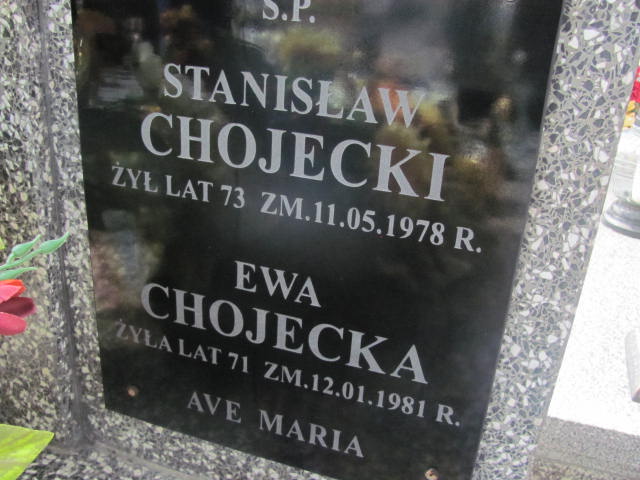 Ś.P.
STANISŁAW
CHOJECKI
ŻYŁ LAT 73 ZM.11.05.1978 R.
EWA
CHOJECKA
ŻYŁA LAT 71 ZM.12.01.1981 R.
AVE MARIA